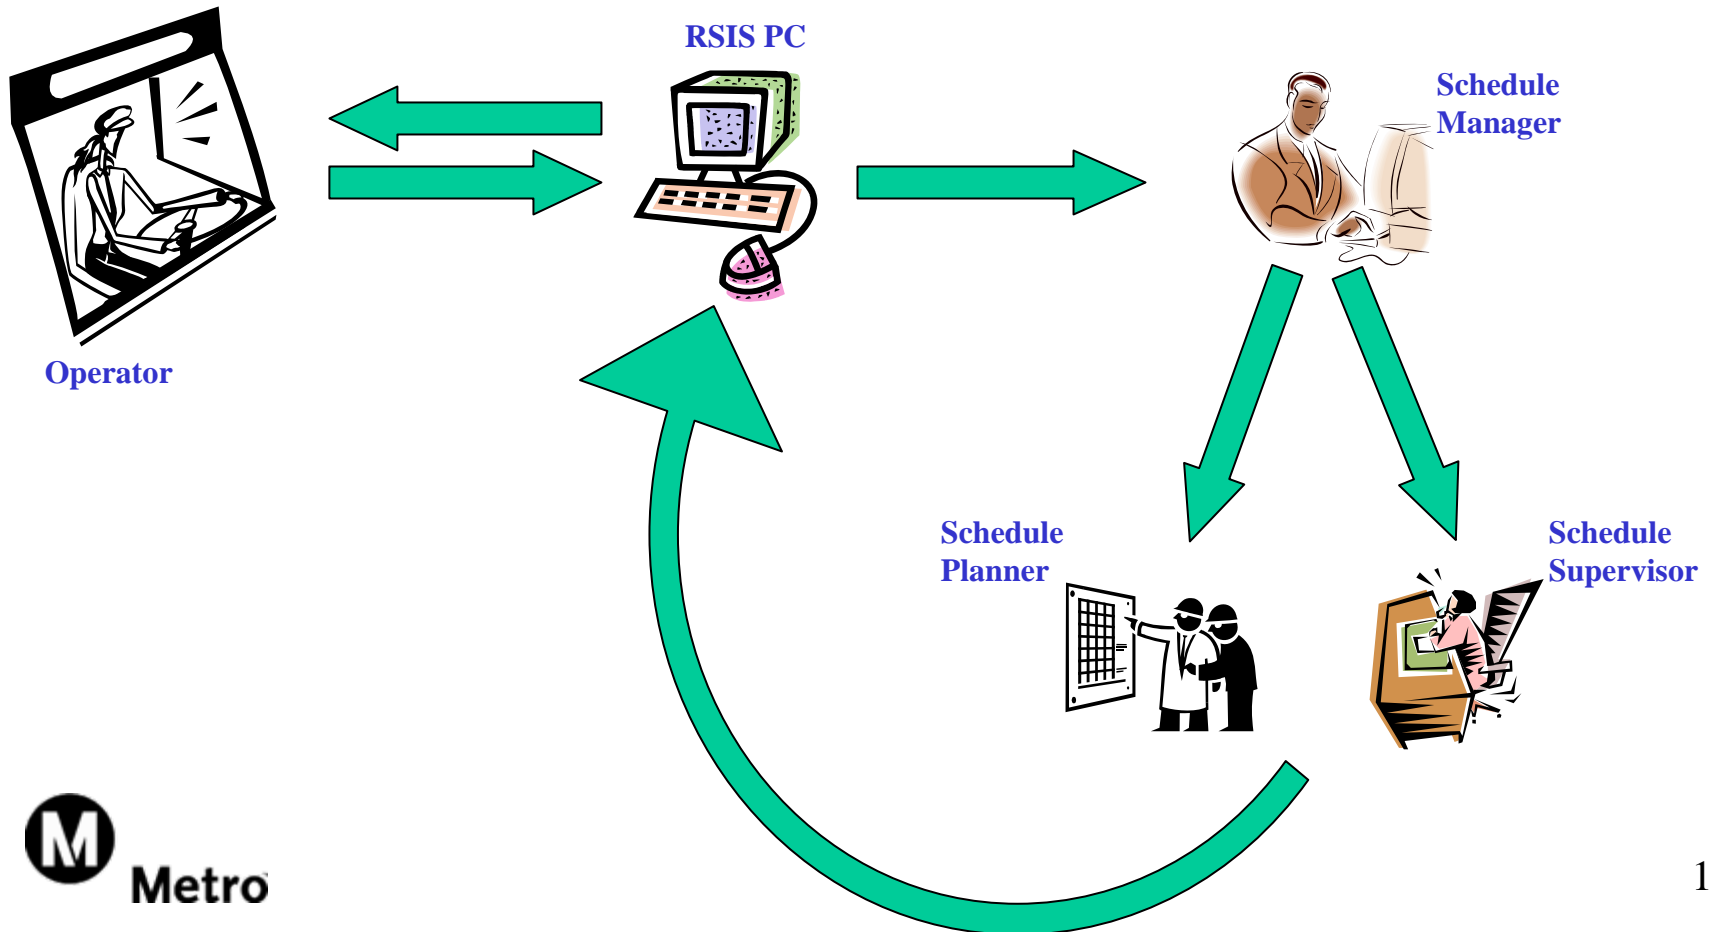 RSIS PC
Schedule
Manager
Operator
Schedule
Planner
Schedule
Supervisor
M
Metro
1